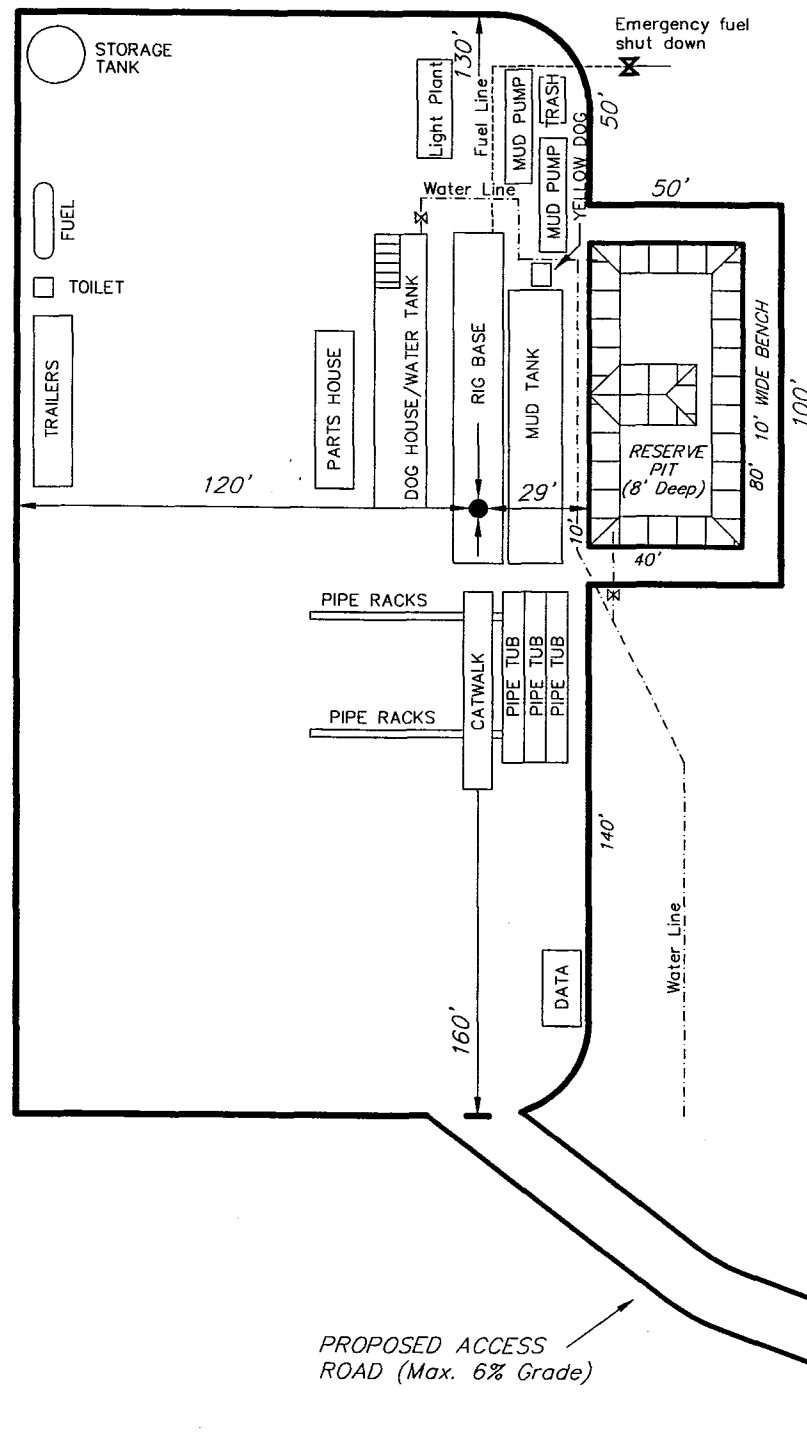 Emergency fuel
shut down
STORAGE
TANK
130'
Light Plant
Fuel Line
MUD PUMP
TRASH
50'
MUD PUMP
YELLOW DOG
Water Line
50'
FUEL
TOILET
TRAILERS
PARTS HOUSE
DOG HOUSE/WATER TANK
RIG BASE
MUD TANK
RESERVE
PIT
(8' Deep)
80'
10' WIDE BENCH
100'
120'
29'
10'
40'
PIPE RACKS
PIPE RACKS
CATWALK
PIPE TUB
PIPE TUB
PIPE TUB
140'
Water Line
DATA
160'
PROPOSED ACCESS
ROAD (Max. 6% Grade)